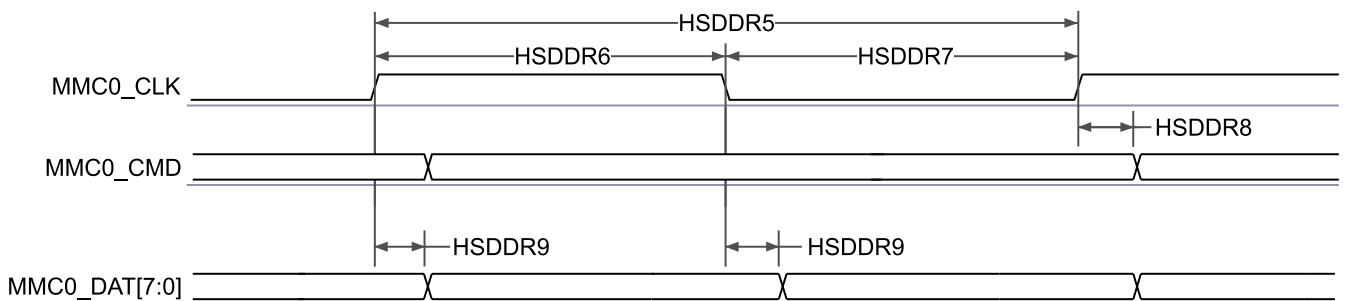 HSDDR5
HSDDR6 HSDDR7
MMC0_CLK
HSDDR8
MMC0_CMD
HSDDR9 HSDDR9
MMC0_DAT[7:0]